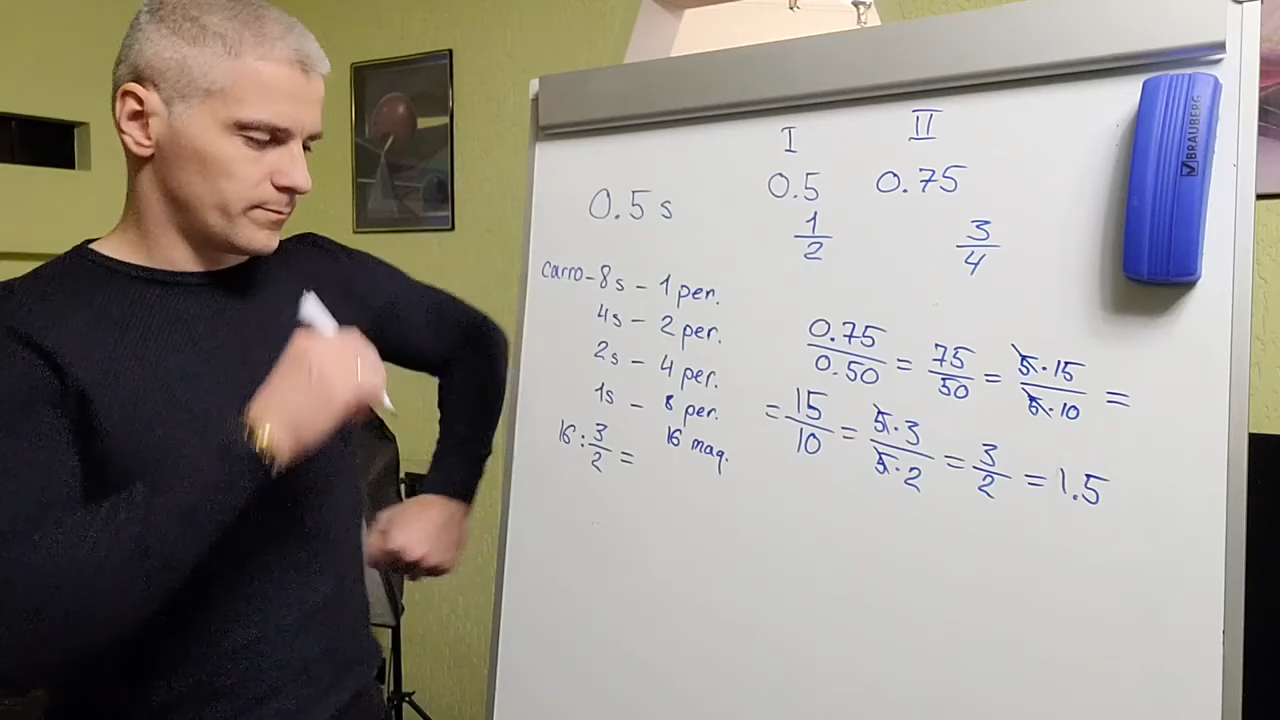 I II
0.5 s 0.5 0.75
1/2 3/4
carro - 8s - 1 per.
4s - 2 per.
2s - 4 per.
1s - 8 per.
16 : 3/2 = 16 maq.
0.75/0.50 = 75/50 = 5·15/5·10 =
= 15/10 = 5·3/5·2 = 3/2 = 1.5
BRAUBERG